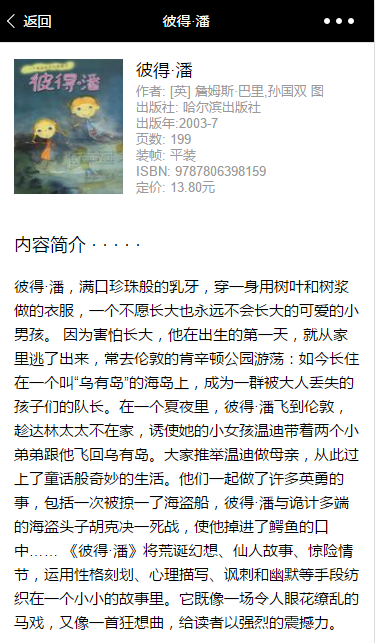 返回
彼得·潘
彼得·潘
彼得·潘
作者: [英] 詹姆斯·巴里,孙国双 图
出版社: 哈尔滨出版社
出版年:2003-7
页数: 199
装帧: 平装
ISBN: 9787806398159
定价: 13.80元
内容简介 · · · · ·
彼得·潘，满口珍珠般的乳牙，穿一身用树叶和树浆
做的衣服，一个不愿长大也永远不会长大的可爱的小
男孩。 因为害怕长大，他在出生的第一天，就从家
里逃了出来，常去伦敦的肯辛顿公园游荡：如今长住
在一个叫“乌有岛”的海岛上，成为一群被大人丢失的
孩子们的队长。在一个夏夜里，彼得·潘飞到伦敦，
趁达林太太不在家，诱使她的小女孩温迪带着两个小
弟弟跟他飞回乌有岛。大家推举温迪做母亲，从此过
上了童话般奇妙的生活。他们一起做了许多英勇的
事，包括一次被掠一了海盗船，彼得·潘与诡计多端
的海盗头子胡克决一死战，使他掉进了鳄鱼的口
中…… 《彼得·潘》将荒诞幻想、仙人故事、惊险情
节，运用性格刻划、心理描写、讽刺和幽默等手段纺
织在一个小小的故事里。它既像一场令人眼花缭乱的
马戏，又像一首狂想曲，给读者以强烈的震撼力。